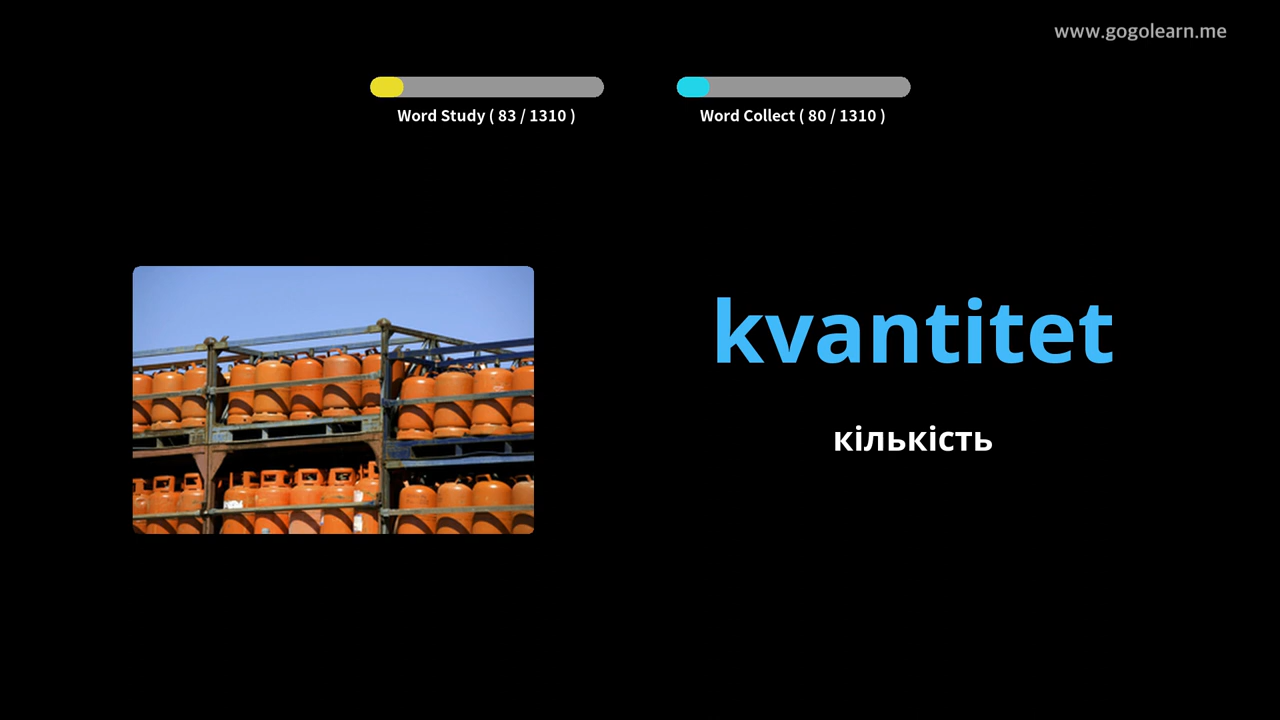 www.gogolearn.me
Word Study ( 83 / 1310 )
Word Collect ( 80 / 1310 )
kvantitet
кількість